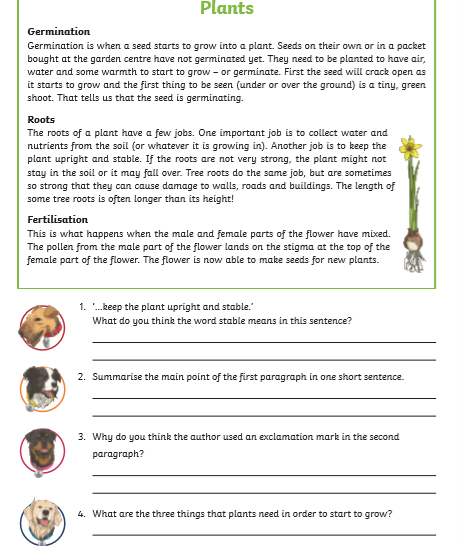 Plants
Germination
Germination is when a seed starts to grow into a plant. Seeds on their own or in a packet
bought at the garden centre have not germinated yet. They need to be planted to have air,
water and some warmth to start to grow – or germinate. First the seed will crack open as
it starts to grow and the first thing to be seen (under or over the ground) is a tiny, green
shoot. That tells us that the seed is germinating.
Roots
The roots of a plant have a few jobs. One important job is to collect water and
nutrients from the soil (or whatever it is growing in). Another job is to keep the
plant upright and stable. If the roots are not very strong, the plant might not
stay in the soil or it may fall over. Tree roots do the same job, but are sometimes
so strong that they can cause damage to walls, roads and buildings. The length of
some tree roots is often longer than its height!
Fertilisation
This is what happens when the male and female parts of the flower have mixed.
The pollen from the male part of the flower lands on the stigma at the top of the
female part of the flower. The flower is now able to make seeds for new plants.
1. '...keep the plant upright and stable.'
What do you think the word stable means in this sentence?
2. Summarise the main point of the first paragraph in one short sentence.
3. Why do you think the author used an exclamation mark in the second
paragraph?
4. What are the three things that plants need in order to start to grow?